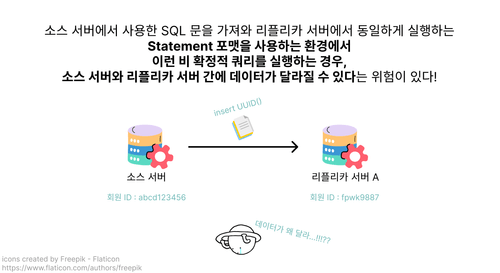 소스 서버에서 사용한 SQL 문을 가져와 리플리카 서버에서 동일하게 실행하는
Statement 포맷을 사용하는 환경에서
이런 비 확정적 쿼리를 실행하는 경우,
소스 서버와 리플리카 서버 간에 데이터가 달라질 수 있다는 위험이 있다!
insert UUID()
소스 서버
리플리카 서버 A
회원 ID : abcd123456
회원 ID : fpwk9887
데이터가 왜 달라...!!!??
icons created by Freepik - Flaticon
https://www.flaticon.com/authors/freepik